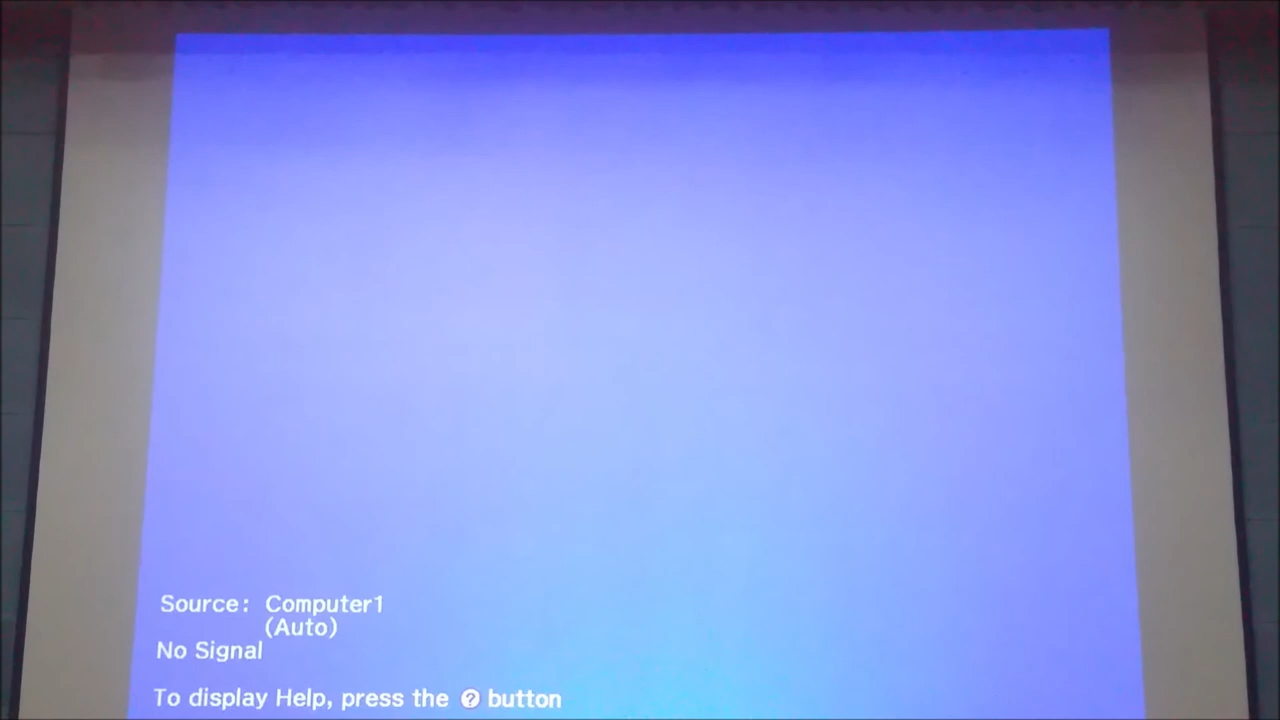 Source: Computer1
(Auto)
No Signal
To display Help, press the ? button